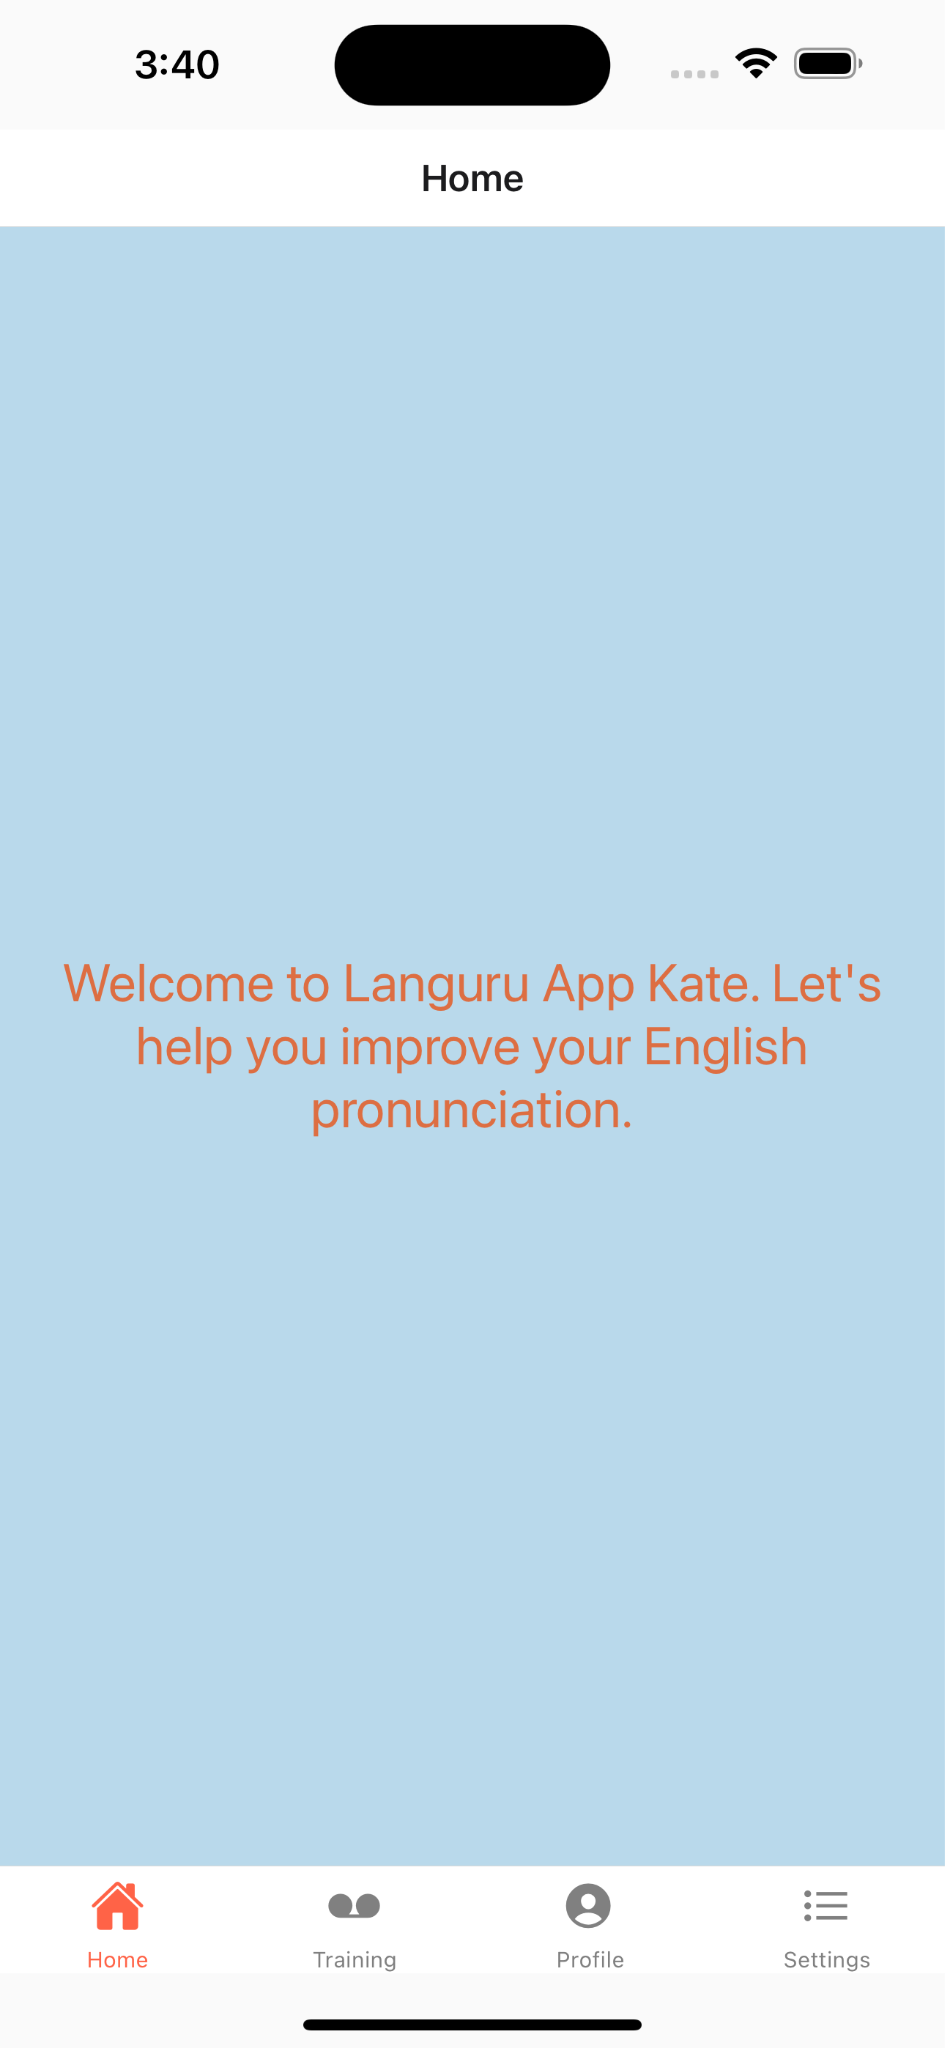 3:40
Home
Welcome to Languru App Kate. Let's
help you improve your English
pronunciation.
Home
Training
Profile
Settings